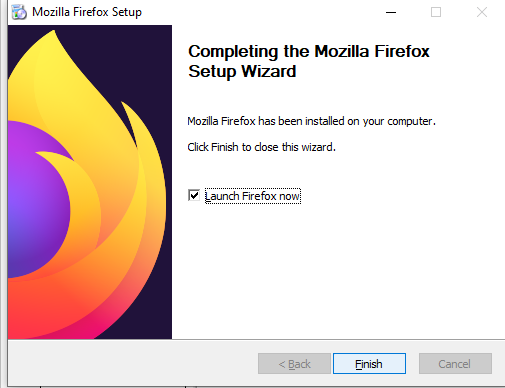 Mozilla Firefox Setup
Completing the Mozilla Firefox
Setup Wizard
Mozilla Firefox has been installed on your computer.
Click Finish to close this wizard.
Launch Firefox now
< Back
Finish
Cancel